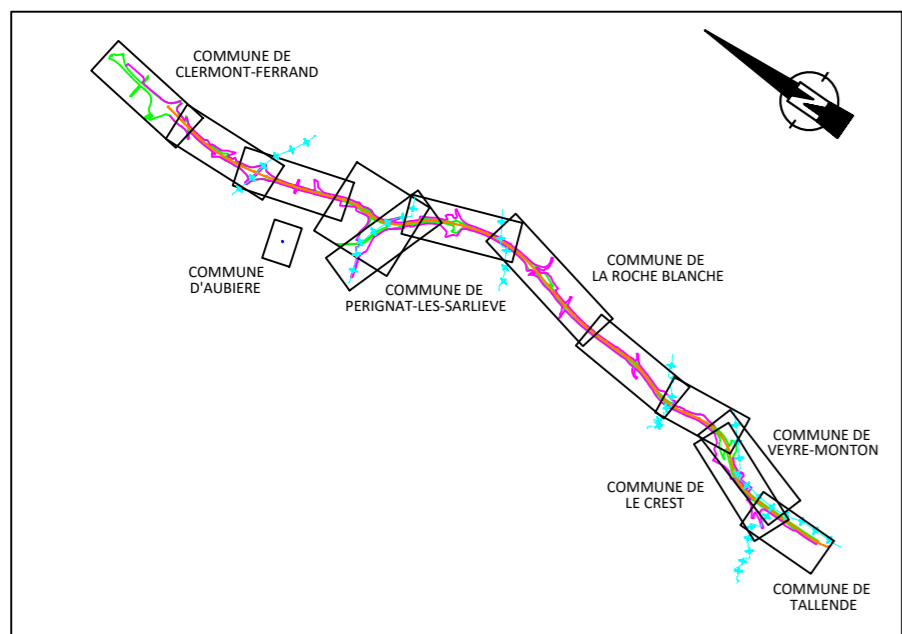 COMMUNE DE
CLERMONT-FERRAND
COMMUNE
D'AUBIERE
COMMUNE DE
PERIGNAT-LES-SARLIEVE
COMMUNE DE
LA ROCHE BLANCHE
COMMUNE DE
VEYRE-MONTON
COMMUNE DE
LE CREST
COMMUNE DE
TALLENDE